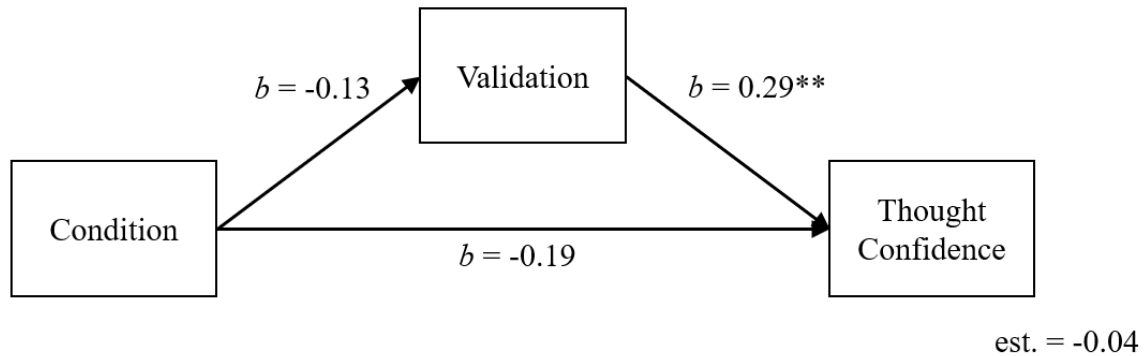 Validation
b = -0.13
b = 0.29**
Condition
Thought
Confidence
b = -0.19
est. = -0.04